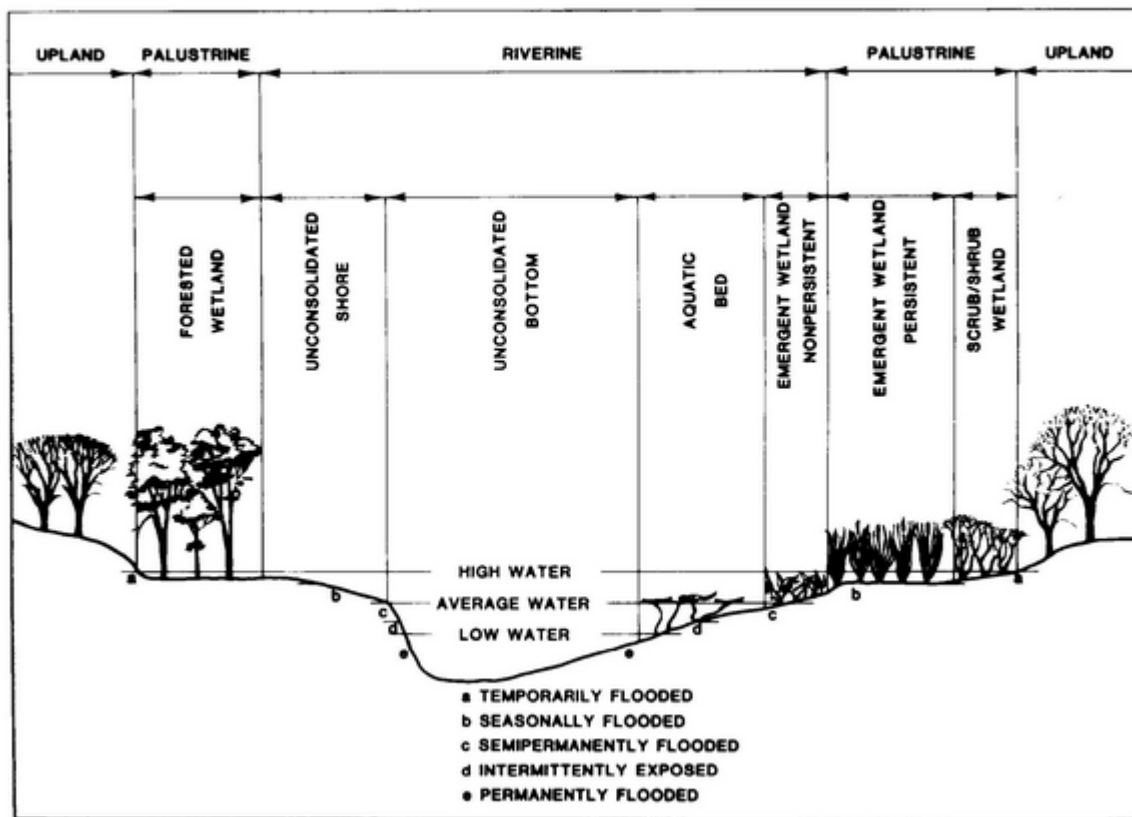 UPLAND PALUSTRINE RIVERINE PALUSTRINE UPLAND
FORESTED
WETLAND
UNCONSOLIDATED
SHORE
UNCONSOLIDATED
BOTTOM
AQUATIC
BED
EMERGENT WETLAND
NONPERSISTENT
EMERGENT WETLAND
PERSISTENT
SCRUB/SHRUB
WETLAND
HIGH WATER
AVERAGE WATER
LOW WATER
a
b
c
d
e
e
d
c
b
a
a TEMPORARILY FLOODED
b SEASONALLY FLOODED
c SEMIPERMANENTLY FLOODED
d INTERMITTENTLY EXPOSED
e PERMANENTLY FLOODED